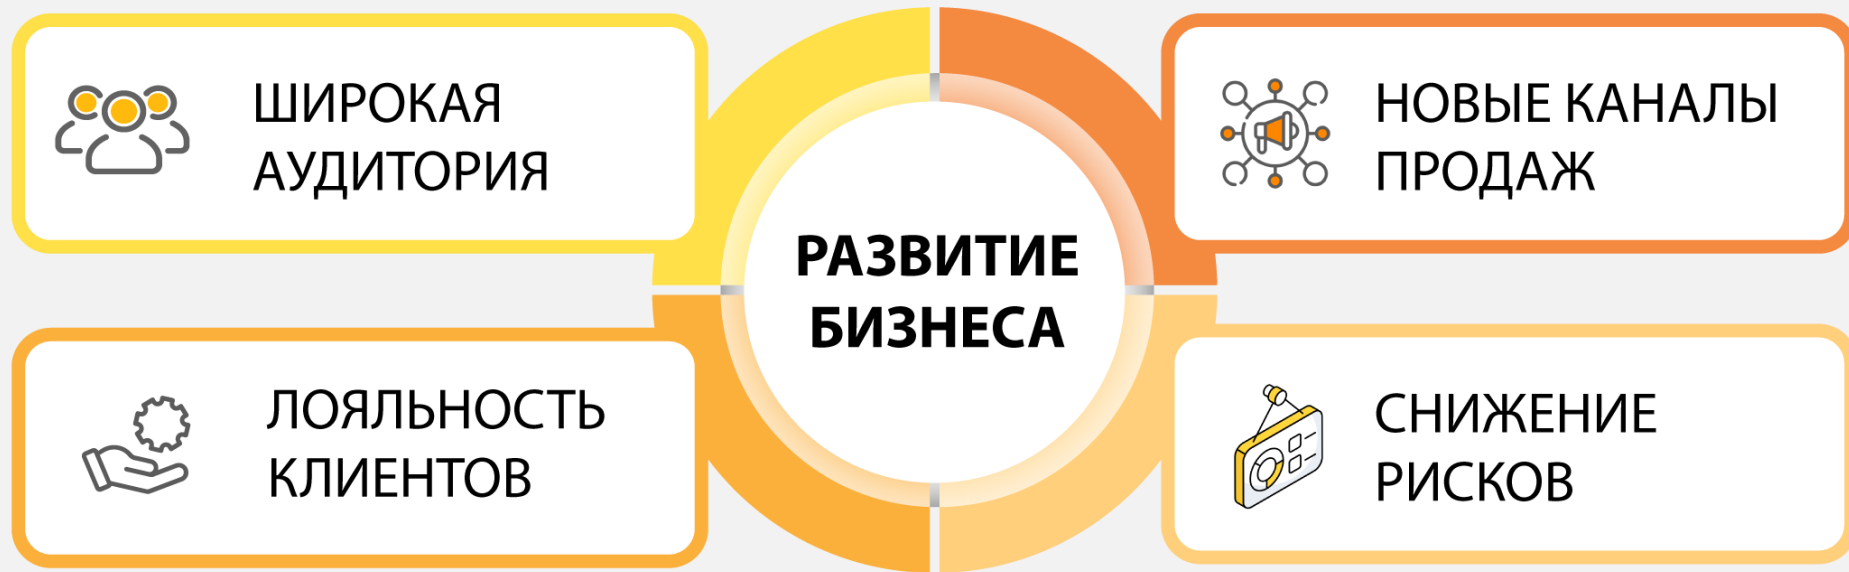 ШИРОКАЯ
АУДИТОРИЯ
НОВЫЕ КАНАЛЫ
ПРОДАЖ
РАЗВИТИЕ
БИЗНЕСА
ЛОЯЛЬНОСТЬ
КЛИЕНТОВ
СНИЖЕНИЕ
РИСКОВ